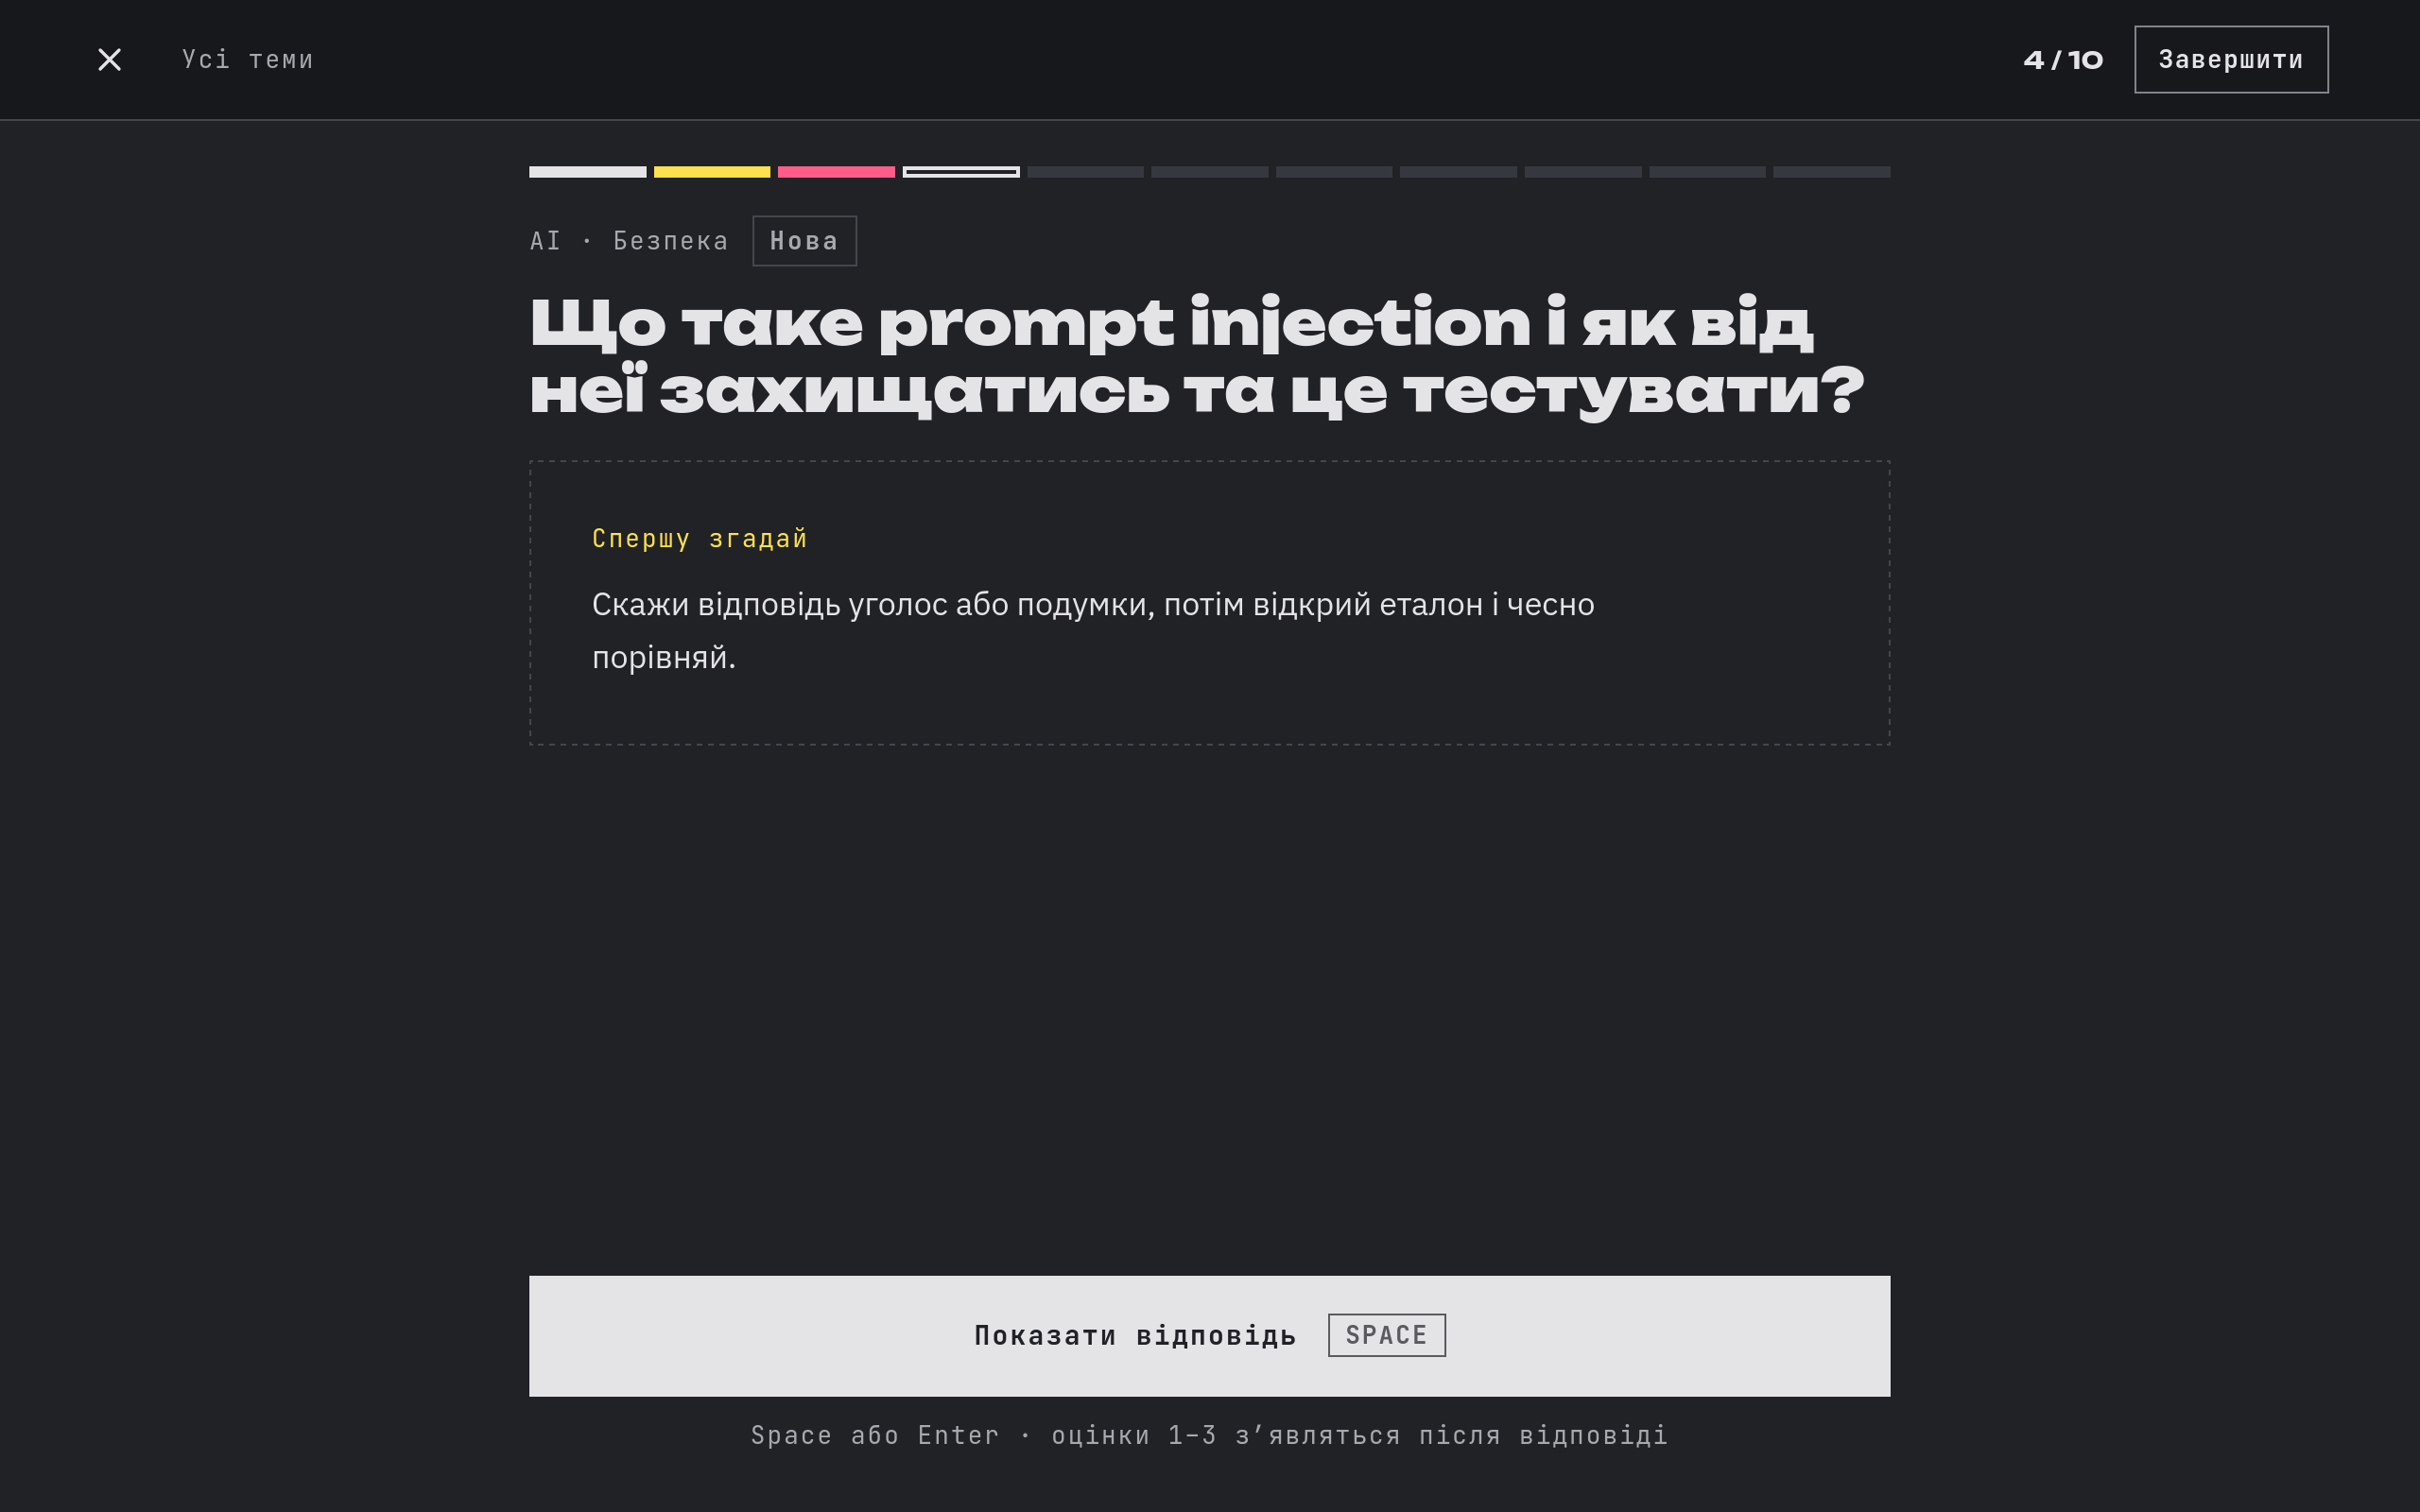 Усі теми
4 / 10
Завершити
AI · Безпека
Нова
Що таке prompt injection і як від
неї захищатись та це тестувати?
Спершу згадай
Скажи відповідь уголос або подумки, потім відкрий еталон і чесно
порівняй.
Показати відповідь SPACE
Space або Enter · оцінки 1–3 з’являться після відповіді